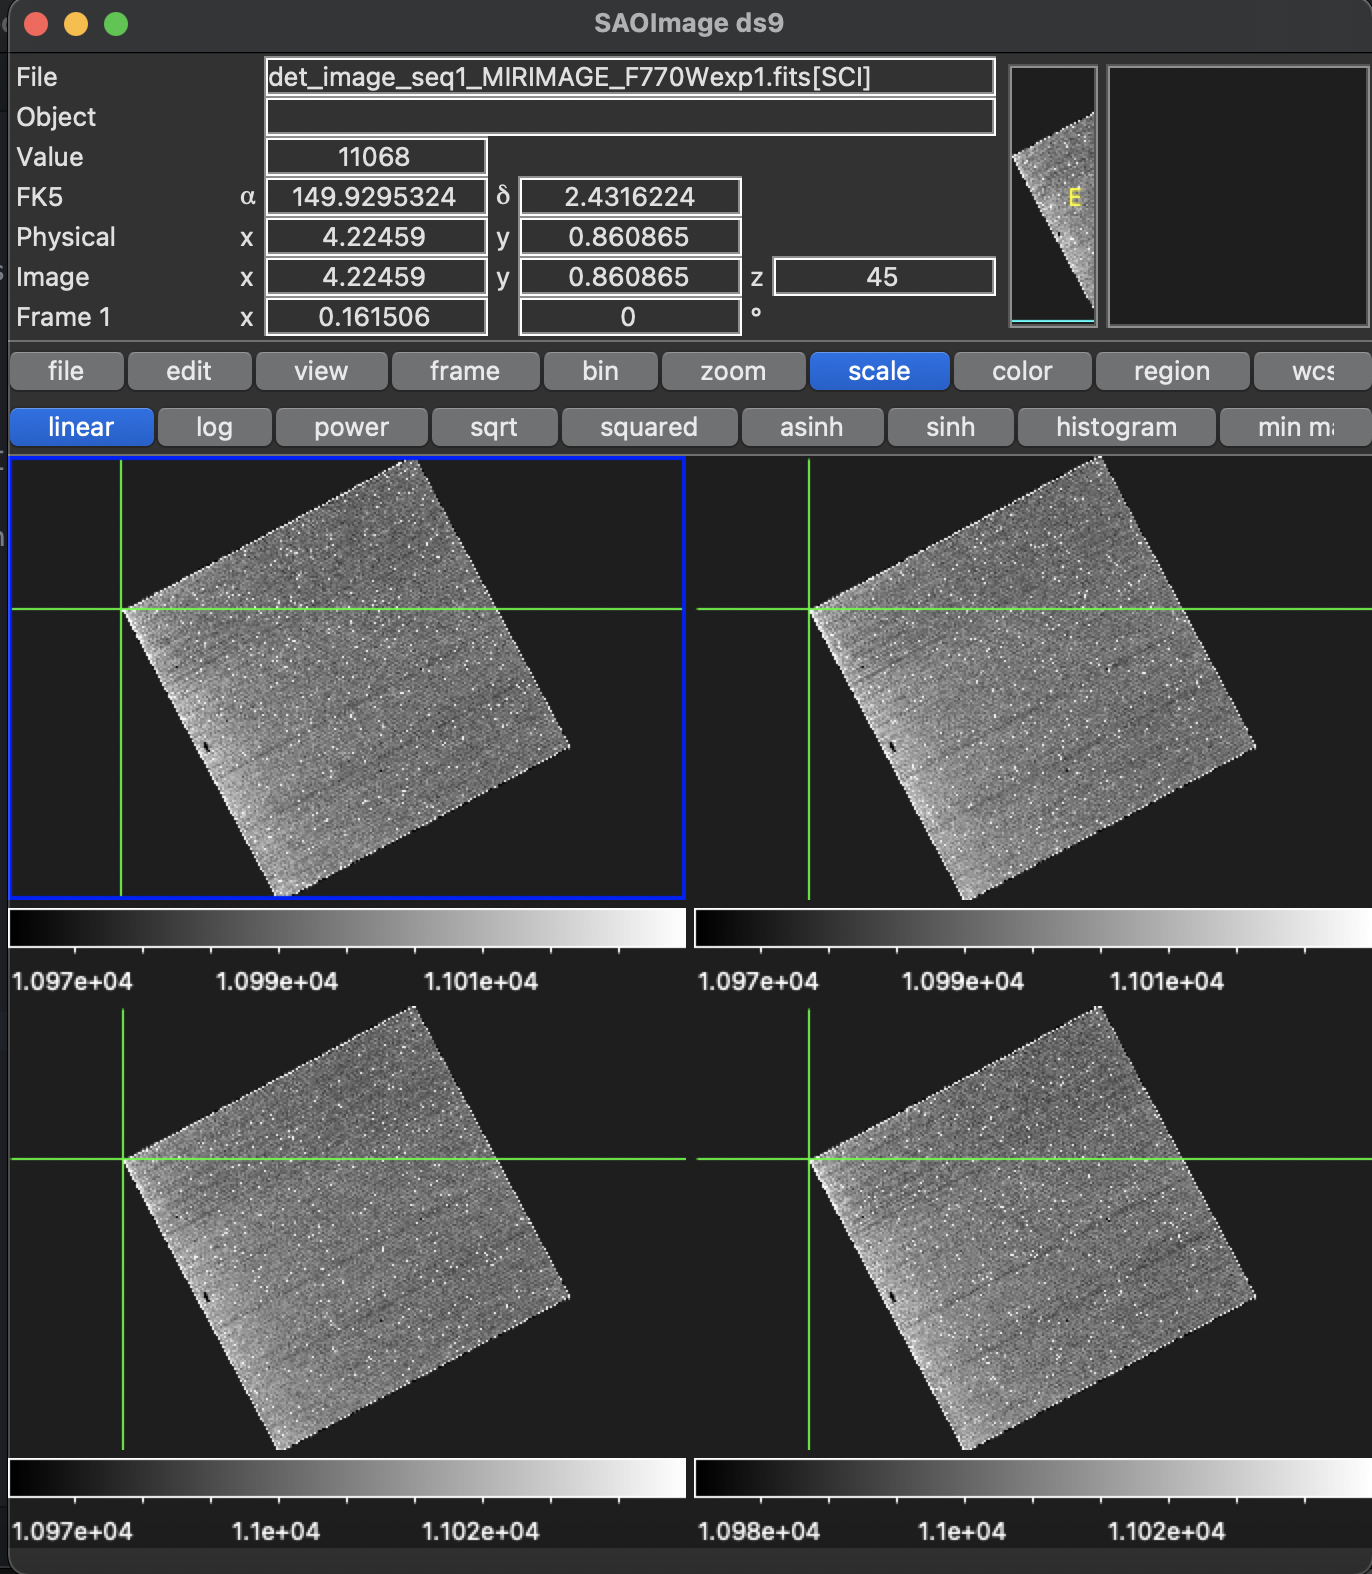 SAOImage ds9
File det_image_seq1_MIRIMAGE_F770Wexp1.fits[SCI]
Object
Value 11068
FK5 α 149.9295324 δ 2.4316224
Physical x 4.22459 y 0.860865
Image x 4.22459 y 0.860865 z 45
Frame 1 x 0.161506 0 °
E
file edit view frame bin zoom scale color region wcs
linear log power sqrt squared asinh sinh histogram min ma
1.097e+04 1.099e+04 1.101e+04 1.097e+04 1.099e+04 1.101e+04
1.097e+04 1.1e+04 1.102e+04 1.098e+04 1.1e+04 1.102e+04